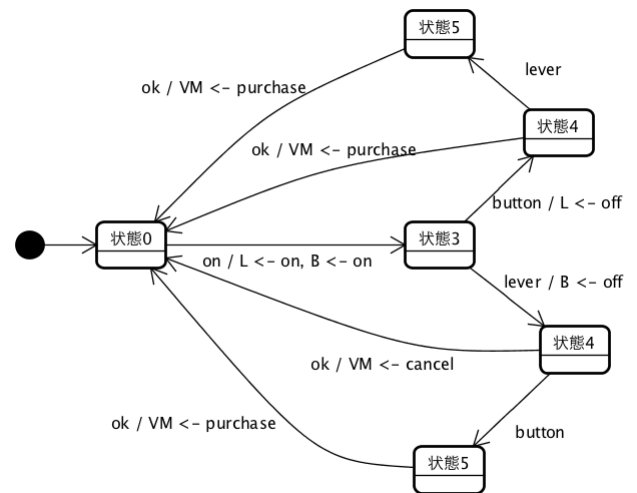 状態5
lever
ok / VM <- purchase
状態4
ok / VM <- purchase
button / L <- off
状態0
状態3
on / L <- on, B <- on
lever / B <- off
状態4
ok / VM <- cancel
ok / VM <- purchase
button
状態5